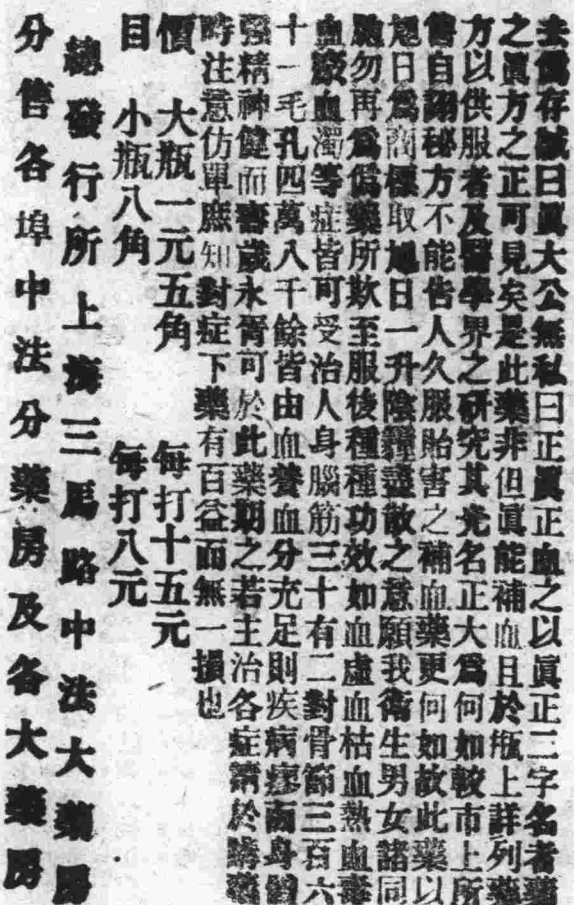 去僞存誠曰眞大公無私曰正眞正血之以眞正二字名者藥
之眞方之正可見矣是此藥非但眞能補血且於瓶上詳列藥
方以供服者及醫學界之硏究其光名正大爲何如較市上所
售自詡秘方不能告人久服貽害之補血藥更何如故此藥以
旭日爲商標取旭日一升陰霾盡散之意願我衛生男女諸同
胞勿再爲僞藥所欺至服後種種功效如血虛血枯血熱血毒
血瘀血濁等症皆可受治人身腦筋三十有二對骨節三百六
十一毛孔四萬八千餘皆由血養血分充足則疾病瘳而身體
强精神健而壽歲永胥可於此藥期之若主治各症請於購藥
時注意仿單庶知對症下藥有百益而無一損也
價 大瓶一元五角 每打十五元
目 小瓶八角 每打八元
總發行所上海三馬路中法大藥房
分售各埠中法分藥房及各大藥房